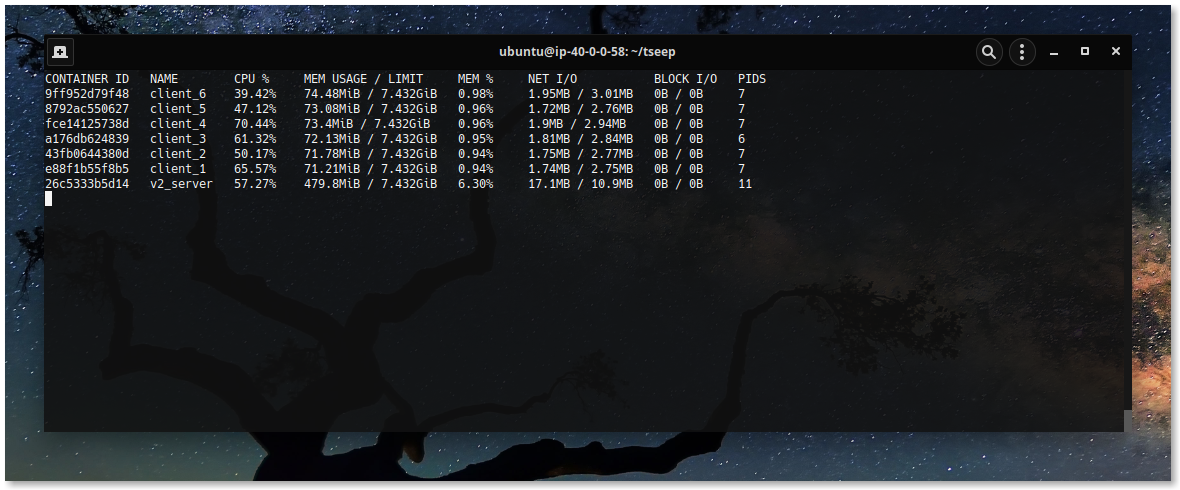 ubuntu@ip-40-0-0-58: ~/tseep
CONTAINER ID   NAME        CPU %     MEM USAGE / LIMIT     MEM %     NET I/O           BLOCK I/O   PIDS
9ff952d79f48   client_6    39.42%    74.48MiB / 7.432GiB   0.98%     1.95MB / 3.01MB   0B / 0B     7
8792ac550627   client_5    47.12%    73.08MiB / 7.432GiB   0.96%     1.72MB / 2.76MB   0B / 0B     7
fce14125738d   client_4    70.44%    73.4MiB / 7.432GiB    0.96%     1.9MB / 2.94MB    0B / 0B     7
a176db624839   client_3    61.32%    72.13MiB / 7.432GiB   0.95%     1.81MB / 2.84MB   0B / 0B     6
43fb0644380d   client_2    50.17%    71.78MiB / 7.432GiB   0.94%     1.75MB / 2.77MB   0B / 0B     7
e88f1b55f8b5   client_1    65.57%    71.21MiB / 7.432GiB   0.94%     1.74MB / 2.75MB   0B / 0B     7
26c5333b5d14   v2_server   57.27%    479.8MiB / 7.432GiB   6.30%     17.1MB / 10.9MB   0B / 0B     11